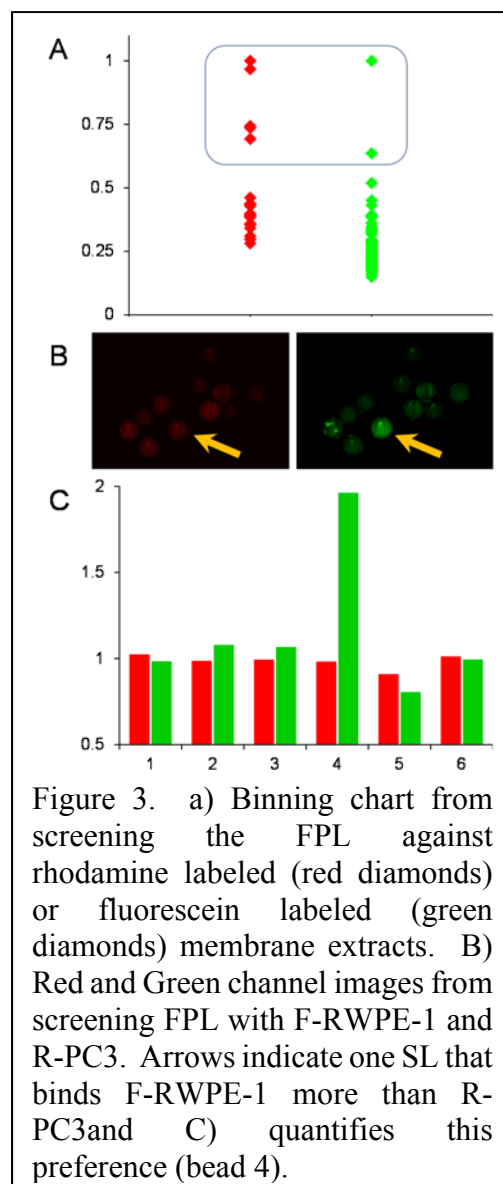 A
1
0.75
0.5
0.25
0
B
C
2
1.5
1
0.5
1 2 3 4 5 6
Figure 3. a) Binning chart from
screening the FPL against
rhodamine labeled (red diamonds)
or fluorescein labeled (green
diamonds) membrane extracts. B)
Red and Green channel images from
screening FPL with F-RWPE-1 and
R-PC3. Arrows indicate one SL that
binds F-RWPE-1 more than R-
PC3and C) quantifies this
preference (bead 4).